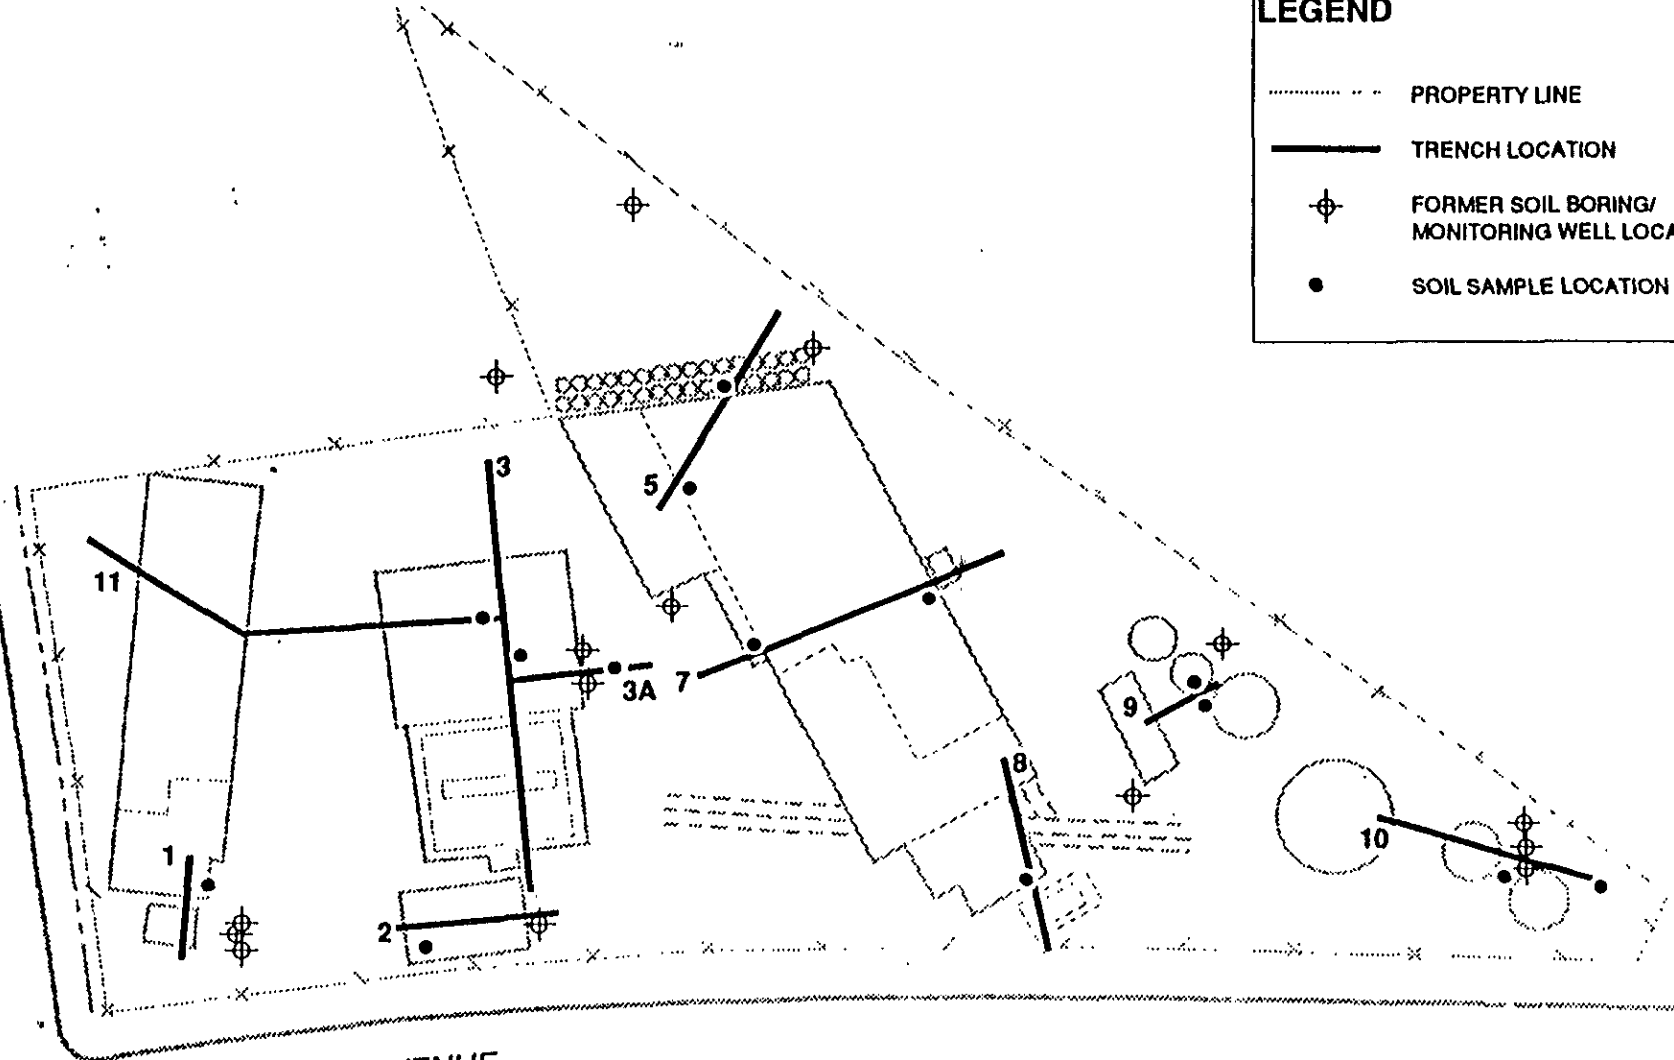 LEGEND
PROPERTY LINE
TRENCH LOCATION
FORMER SOIL BORING/
MONITORING WELL LOCA
SOIL SAMPLE LOCATION
3
5
11
3A
7
9
8
1
10
2
ENUE